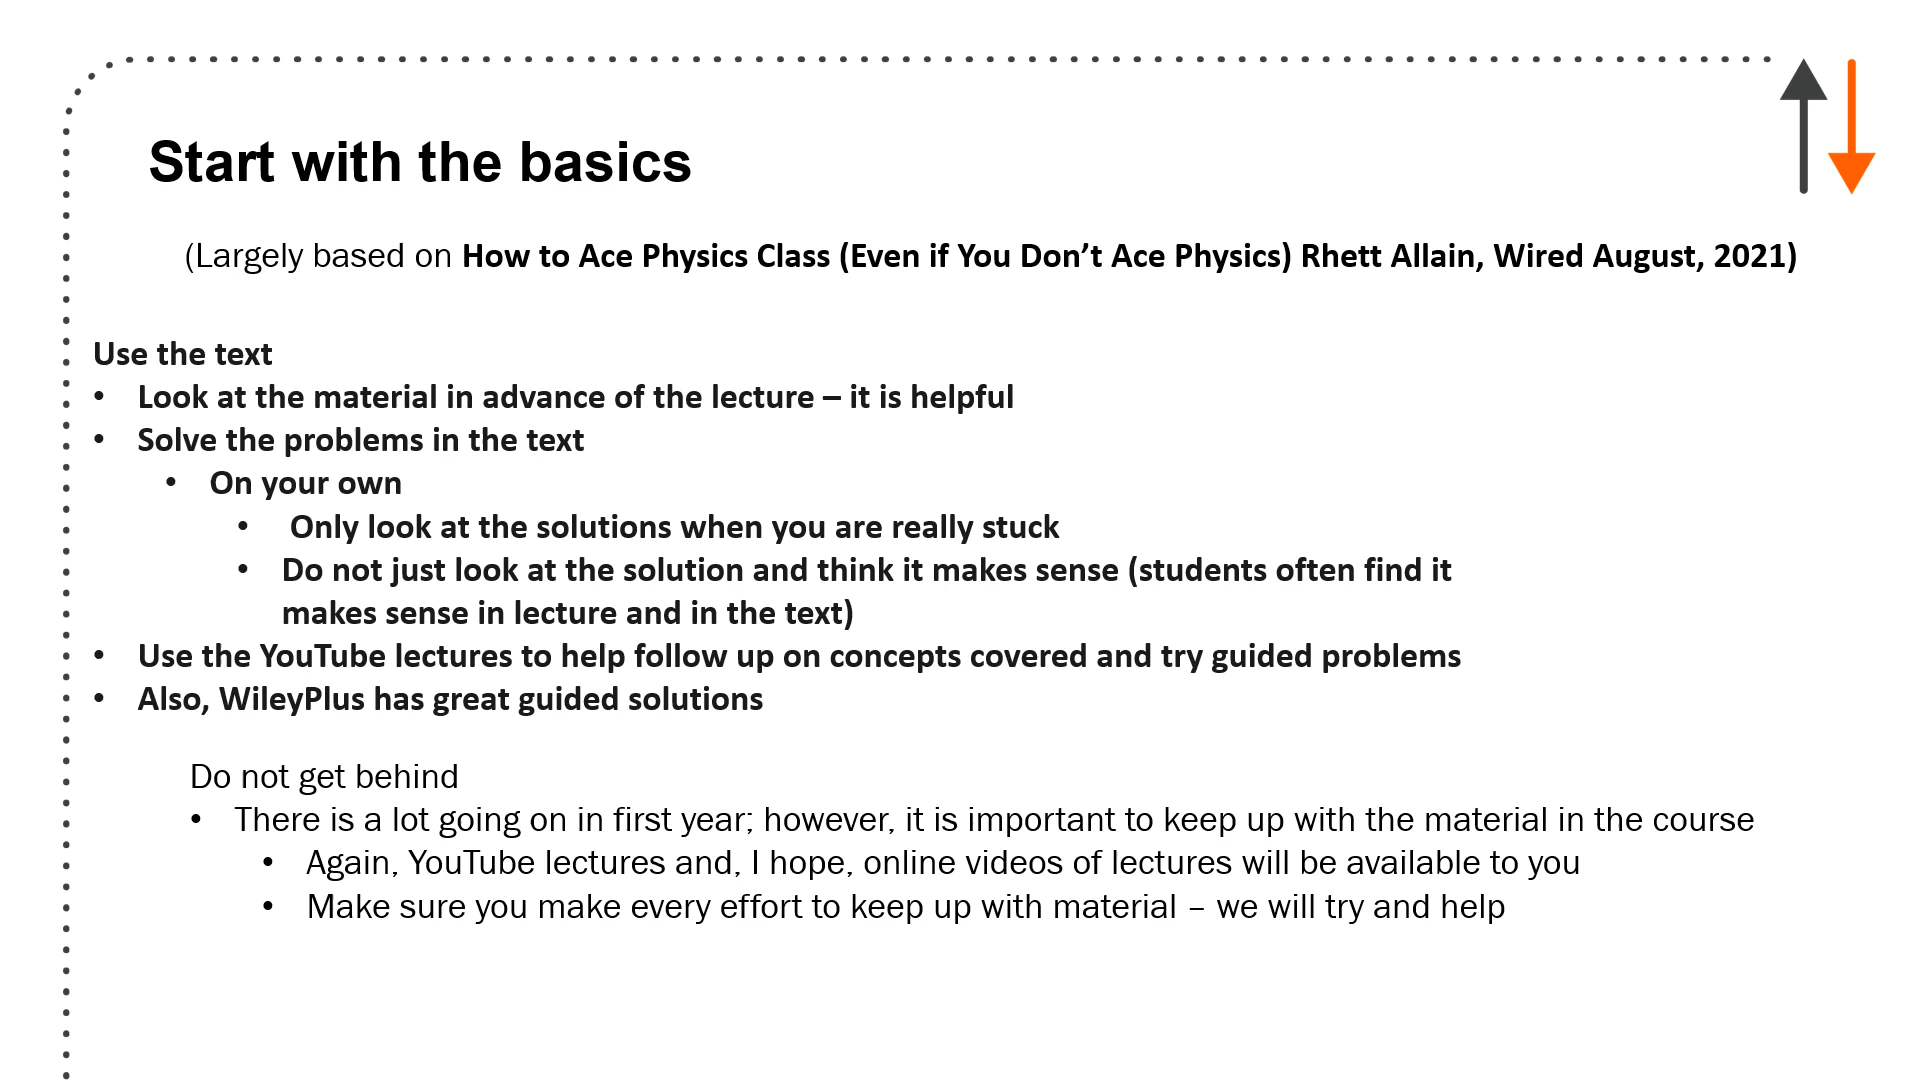 Start with the basics
(Largely based on How to Ace Physics Class (Even if You Don’t Ace Physics) Rhett Allain, Wired August, 2021)
Use the text
• Look at the material in advance of the lecture – it is helpful
• Solve the problems in the text
• On your own
• Only look at the solutions when you are really stuck
• Do not just look at the solution and think it makes sense (students often find it
makes sense in lecture and in the text)
• Use the YouTube lectures to help follow up on concepts covered and try guided problems
• Also, WileyPlus has great guided solutions
Do not get behind
• There is a lot going on in first year; however, it is important to keep up with the material in the course
• Again, YouTube lectures and, I hope, online videos of lectures will be available to you
• Make sure you make every effort to keep up with material – we will try and help